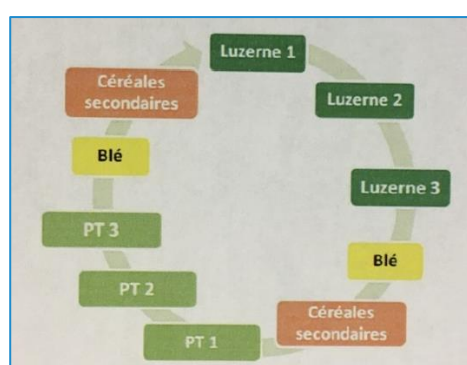 Luzerne 1
Luzerne 2
Luzerne 3
Blé
Céréales
secondaires
PT 1
PT 2
PT 3
Blé
Céréales
secondaires